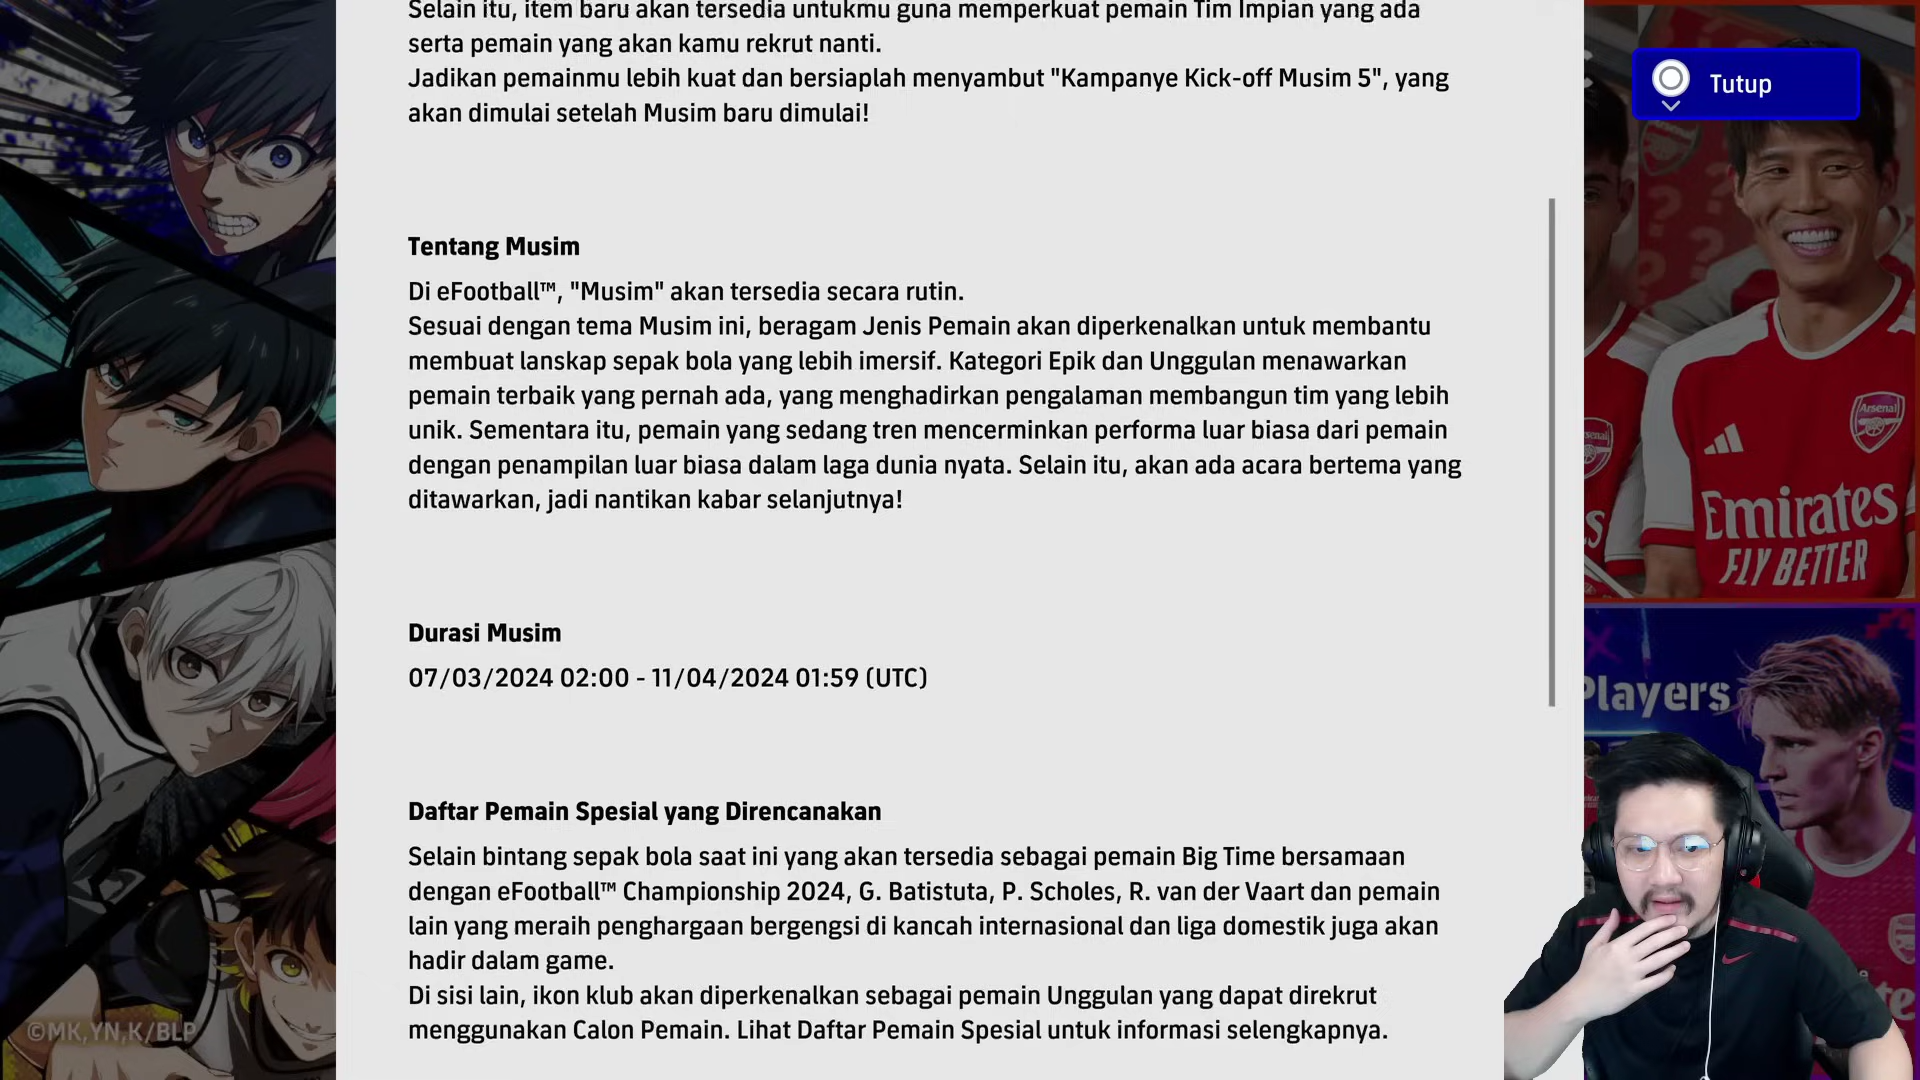 Selain itu, item baru akan tersedia untukmu guna memperkuat pemain Tim Impian yang ada
serta pemain yang akan kamu rekrut nanti.
Jadikan pemainmu lebih kuat dan bersiaplah menyambut "Kampanye Kick-off Musim 5", yang
akan dimulai setelah Musim baru dimulai!
Tutup
Tentang Musim
Di eFootball™, "Musim" akan tersedia secara rutin.
Sesuai dengan tema Musim ini, beragam Jenis Pemain akan diperkenalkan untuk membantu
membuat lanskap sepak bola yang lebih imersif. Kategori Epik dan Unggulan menawarkan
pemain terbaik yang pernah ada, yang menghadirkan pengalaman membangun tim yang lebih
unik. Sementara itu, pemain yang sedang tren mencerminkan performa luar biasa dari pemain
dengan penampilan luar biasa dalam laga dunia nyata. Selain itu, akan ada acara bertema yang
ditawarkan, jadi nantikan kabar selanjutnya!
Arsenal
Emirates
FLY BETTER
Durasi Musim
07/03/2024 02:00 - 11/04/2024 01:59 (UTC)
Players
Daftar Pemain Spesial yang Direncanakan
Selain bintang sepak bola saat ini yang akan tersedia sebagai pemain Big Time bersamaan
dengan eFootball™ Championship 2024, G. Batistuta, P. Scholes, R. van der Vaart dan pemain
lain yang meraih penghargaan bergengsi di kancah internasional dan liga domestik juga akan
hadir dalam game.
Di sisi lain, ikon klub akan diperkenalkan sebagai pemain Unggulan yang dapat direkrut
menggunakan Calon Pemain. Lihat Daftar Pemain Spesial untuk informasi selengkapnya.
©MK,YN,K/BLP